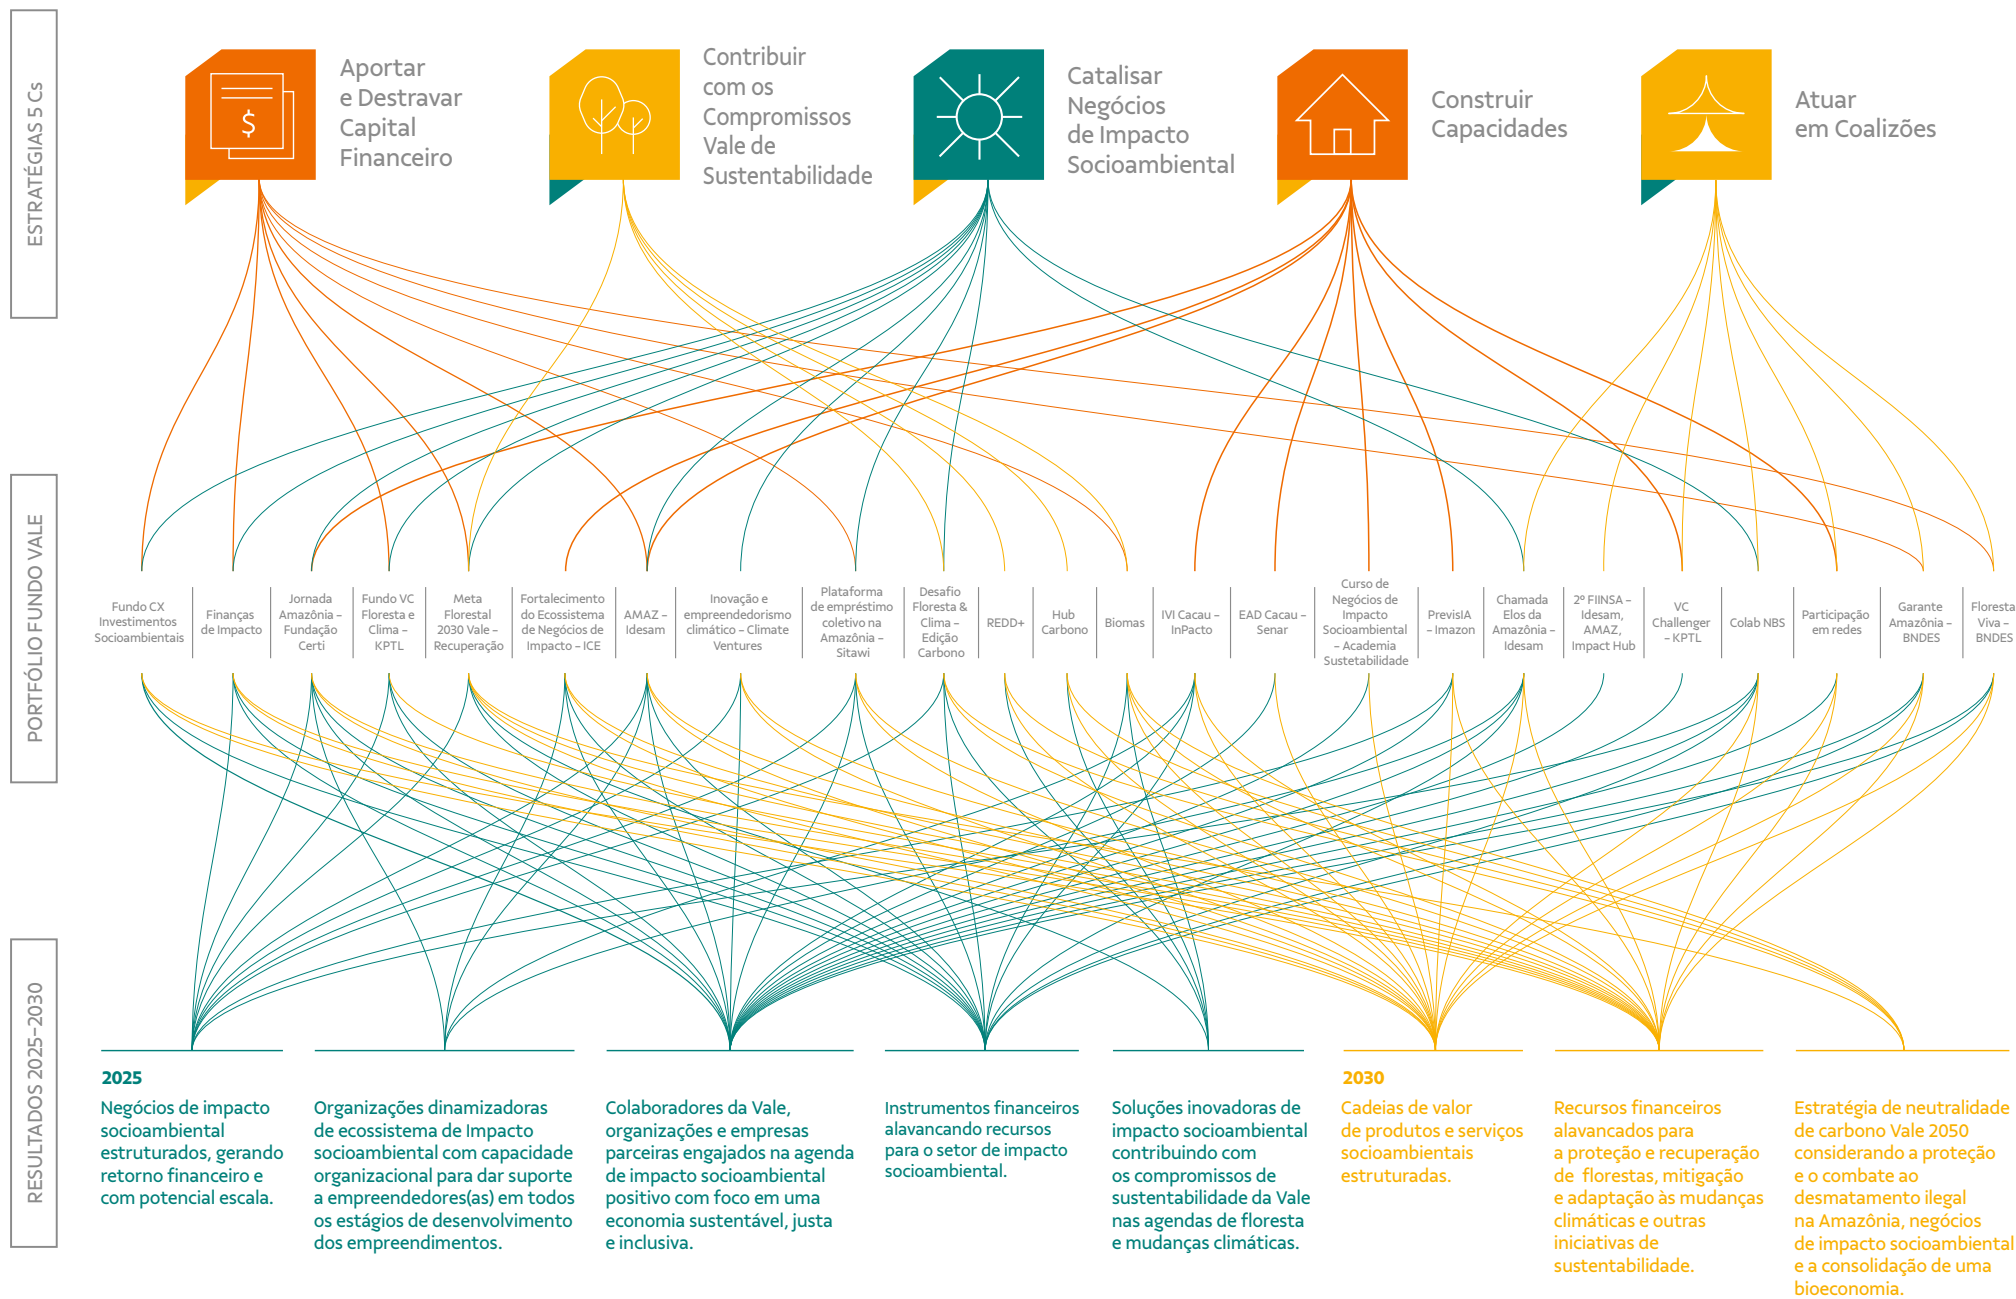 ESTRATÉGIAS 5 Cs
$
Aportar
e Destravar
Capital
Financeiro
Contribuir
com os
Compromissos
Vale de
Sustentabilidade
Catalisar
Negócios
de Impacto
Socioambiental
Construir
Capacidades
Atuar
em Coalizões
PORTFÓLIO FUNDO VALE
Fundo CX
Investimentos
Socioambientais
Finanças
de Impacto
Jornada
Amazônia –
Fundação
Certi
Fundo VC
Floresta e
Clima –
KPTL
Meta
Florestal
2030 Vale –
Recuperação
Fortalecimento
do Ecossistema
de Negócios de
Impacto – ICE
AMAZ –
Idesam
Inovação e
empreendedorismo
climático – Climate
Ventures
Plataforma
de empréstimo
coletivo na
Amazônia –
Sitawi
Desafio
Floresta &
Clima –
Edição
Carbono
REDD+
Hub
Carbono
Biomas
IVI Cacau –
InPacto
EAD Cacau –
Senar
Curso de
Negócios de
Impacto
Socioambiental
– Academia
Sustetabilidade
PrevisIA
– Imazon
Chamada
Elos da
Amazônia –
Idesam
2º FIINSA –
Idesam,
AMAZ,
Impact Hub
VC
Challenger
– KPTL
Colab NBS
Participação
em redes
Garante
Amazônia –
BNDES
Floresta
Viva –
BNDES
RESULTADOS 2025-2030
2025
Negócios de impacto
socioambiental
estruturados, gerando
retorno financeiro e
com potencial escala.
Organizações dinamizadoras
de ecossistema de Impacto
socioambiental com capacidade
organizacional para dar suporte
a empreendedores(as) em todos
os estágios de desenvolvimento
dos empreendimentos.
Colaboradores da Vale,
organizações e empresas
parceiras engajados na agenda
de impacto socioambiental
positivo com foco em uma
economia sustentável, justa
e inclusiva.
Instrumentos financeiros
alavancando recursos
para o setor de impacto
socioambiental.
Soluções inovadoras de
impacto socioambiental
contribuindo com
os compromissos de
sustentabilidade da Vale
nas agendas de floresta
e mudanças climáticas.
2030
Cadeias de valor
de produtos e serviços
socioambientais
estruturadas.
Recursos financeiros
alavancados para
a proteção e recuperação
de florestas, mitigação
e adaptação às mudanças
climáticas e outras
iniciativas de
sustentabilidade.
Estratégia de neutralidade
de carbono Vale 2050
considerando a proteção
e o combate ao
desmatamento ilegal
na Amazônia, negócios
de impacto socioambiental
e a consolidação de uma
bioeconomia.